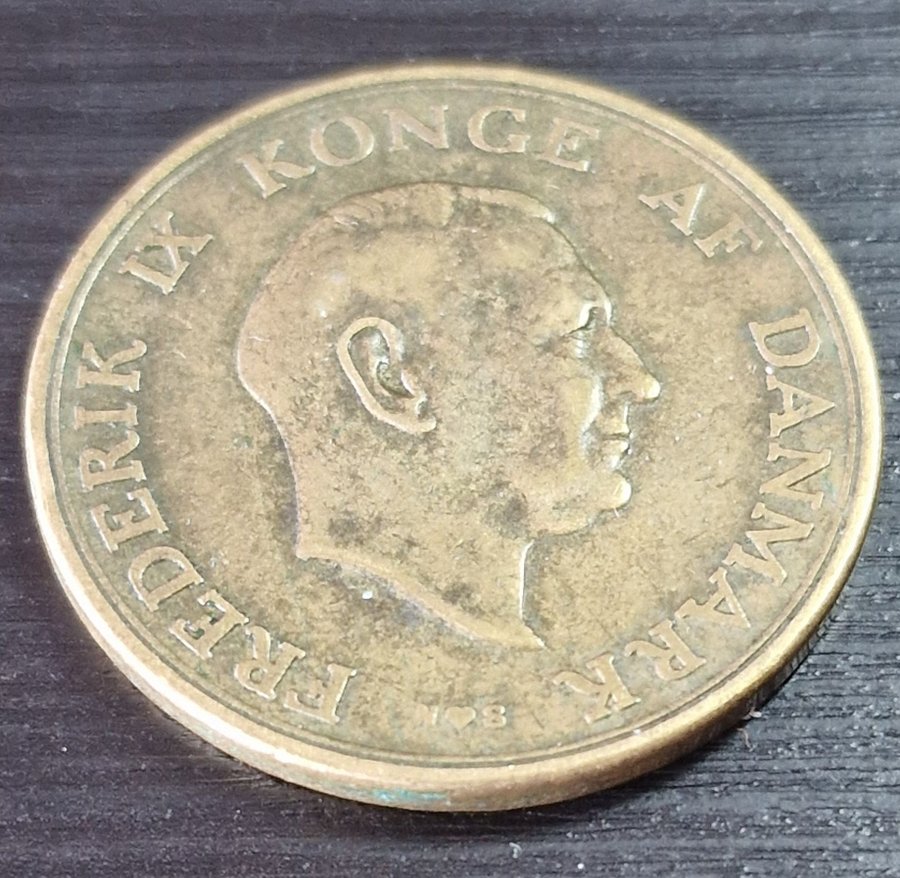 FREDERIK IX KONGE AF DANMARK
N♥S